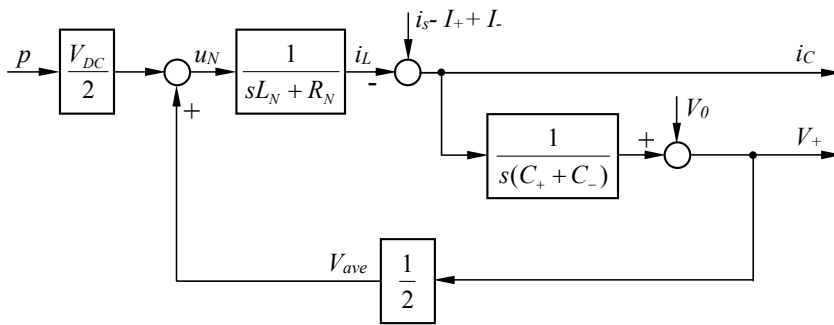 i_s - I_+ + I_-
p
V_DC
2
u_N
1
sL_N + R_N
i_L
-
i_C
+
1
s(C_+ + C_−)
+
V_0
V_+
V_ave
1
2